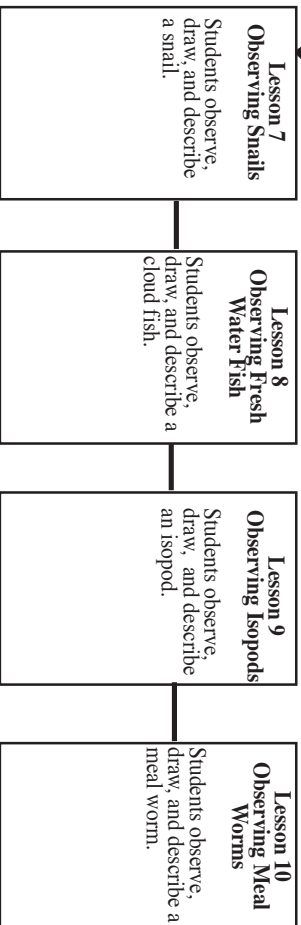 Lesson 7
Observing Snails
Students observe,
draw, and describe
a snail.
Lesson 8
Observing Fresh
Water Fish
Students observe,
draw, and describe a
cloud fish.
Lesson 9
Observing Isopods
Students observe,
draw, and describe
an isopod.
Lesson 10
Observing Meal
Worms
Students observe,
draw, and describe a
meal worm.